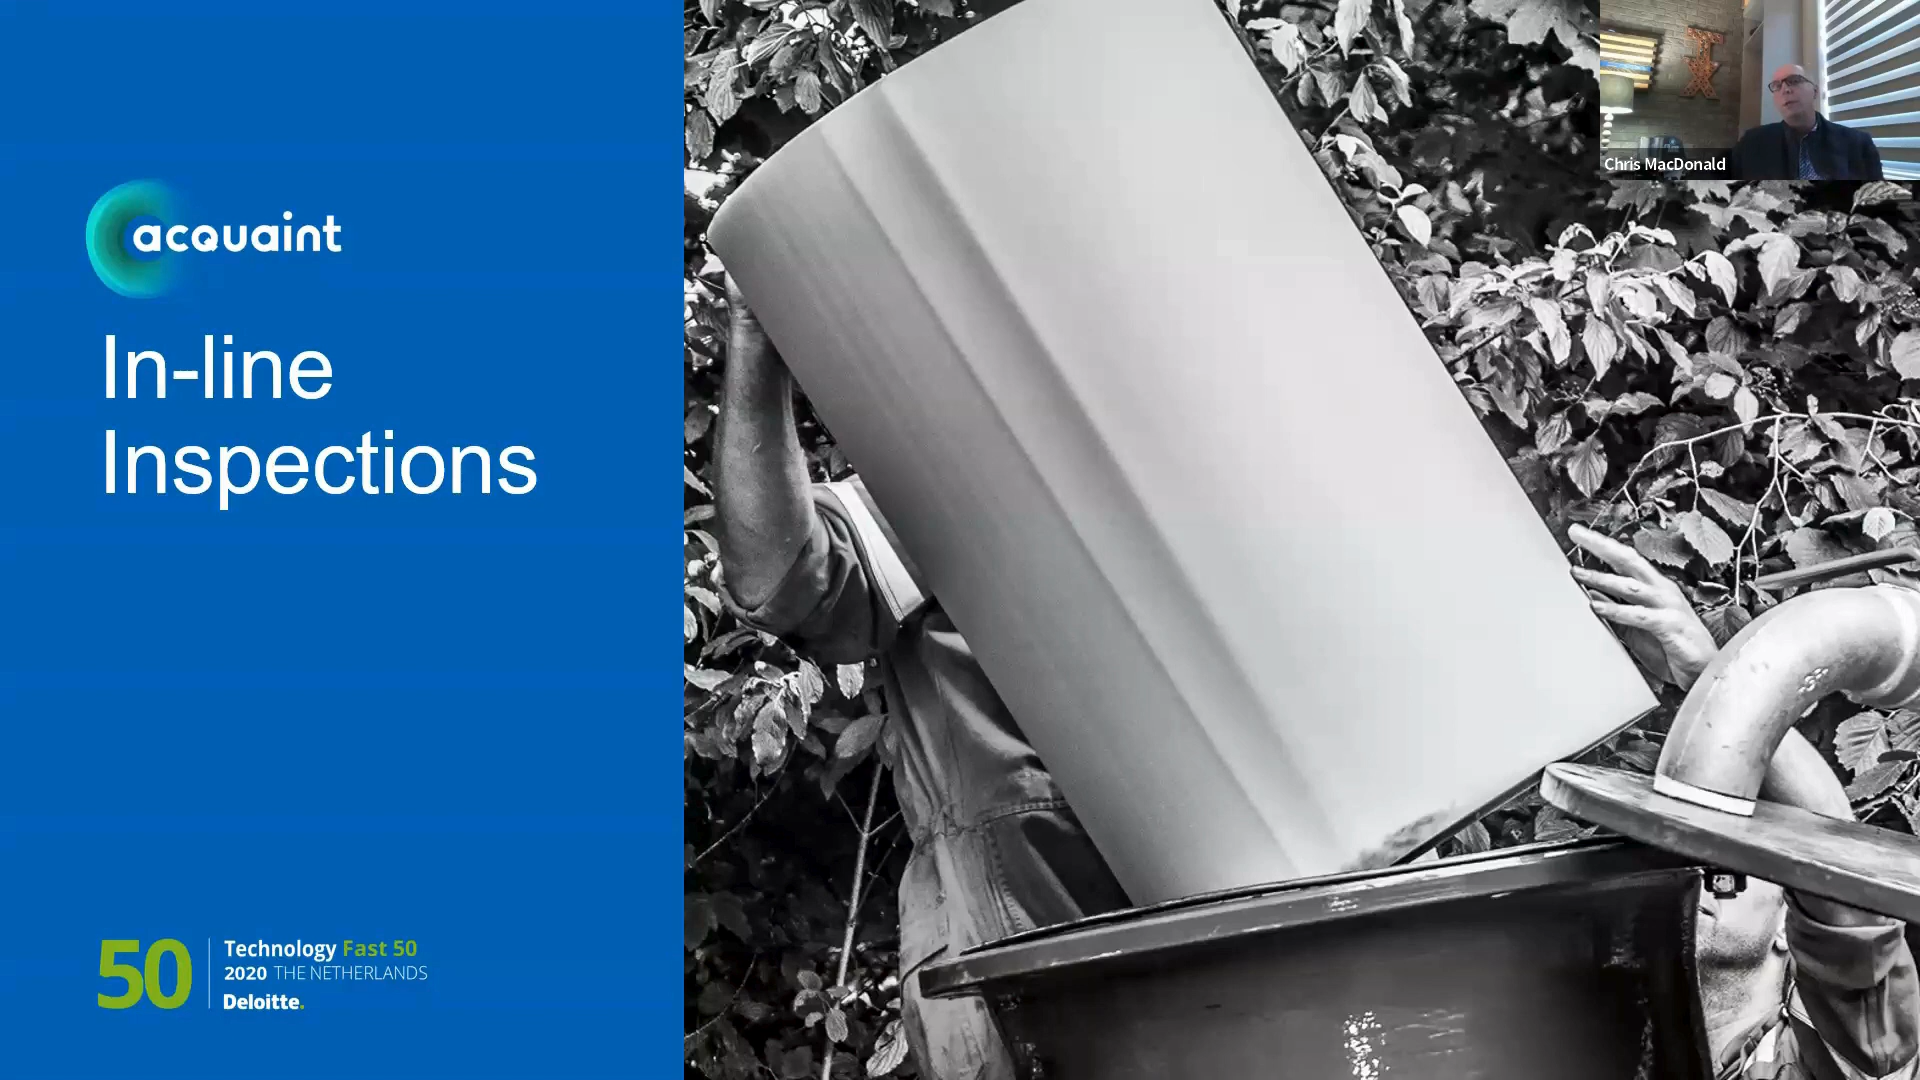 Chris MacDonald
acquaint
In-line
Inspections
50
Technology Fast 50
2020 THE NETHERLANDS
Deloitte.